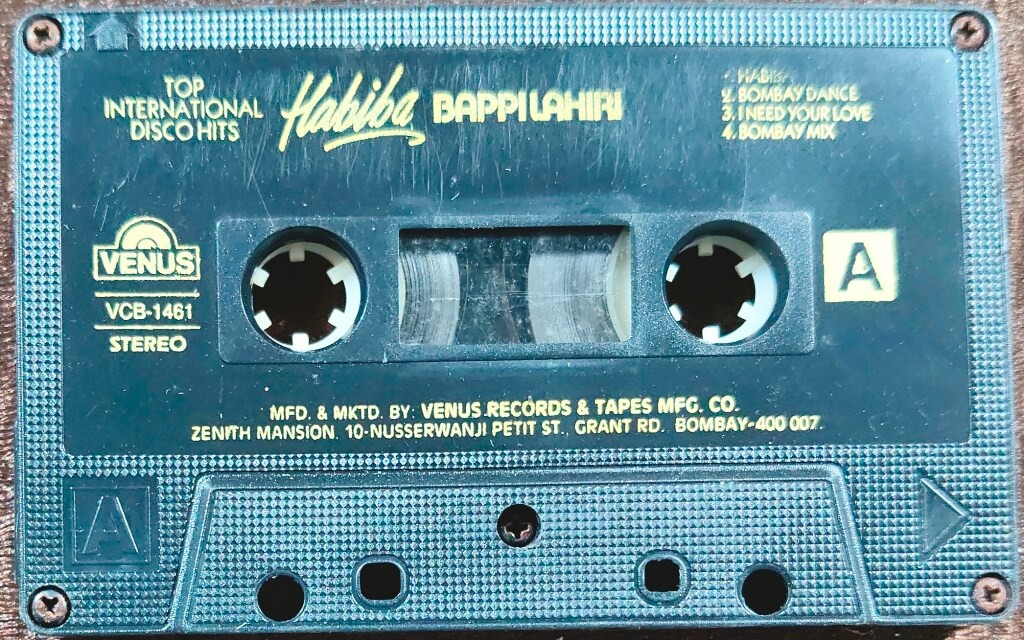 TOP
INTERNATIONAL
DISCO HITS
Habiba BAPPI LAHIRI
1. HABIBA
2. BOMBAY DANCE
3. I NEED YOUR LOVE
4. BOMBAY MIX
VENUS
VCB-1461
STEREO
A
MFD. & MKTD. BY: VENUS RECORDS & TAPES MFG. CO.
ZENITH MANSION. 10-NUSSERWANJI PETIT ST., GRANT RD. BOMBAY-400 007.
A